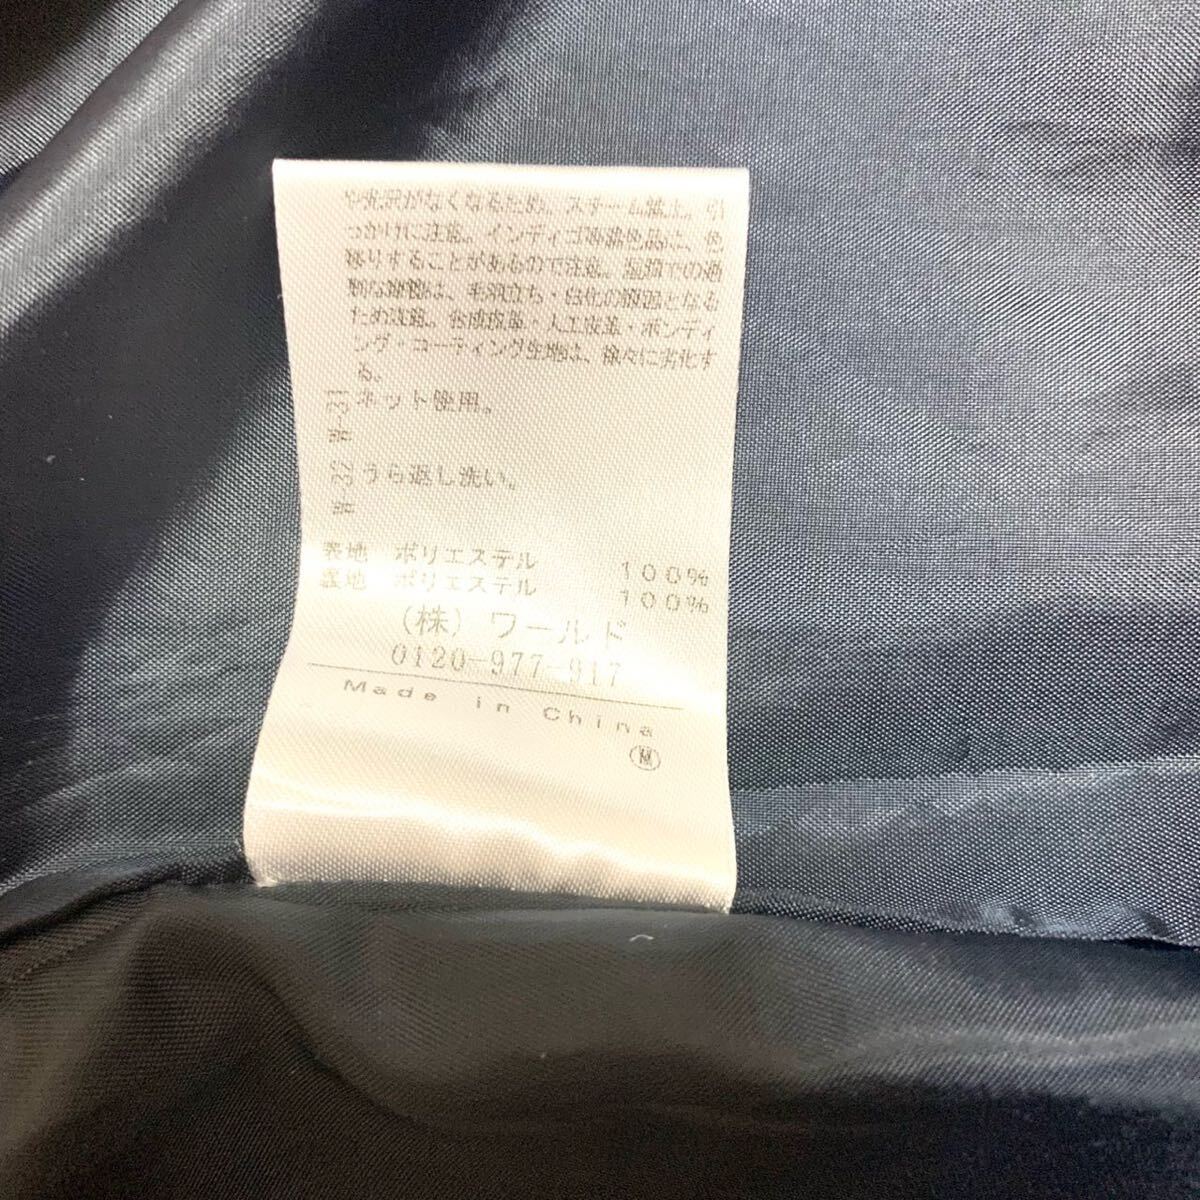 や光沢がなくなるため。スチーム禁止。引
っかけに注意。インディゴ等濃色品は、色
移りすることがあるので注意。湿潤での過
度な摩擦は、毛羽立ち・白化の原因となる
ため注意。合成皮革・人工皮革・ボンディ
ング・コーティング生地は、徐々に劣化す
る。
W-31 ネット使用。
W-32 うら返し洗い。
表地 ポリエステル 100%
裏地 ポリエステル 100%
(株) ワールド
0120-977-917
Made in China
M